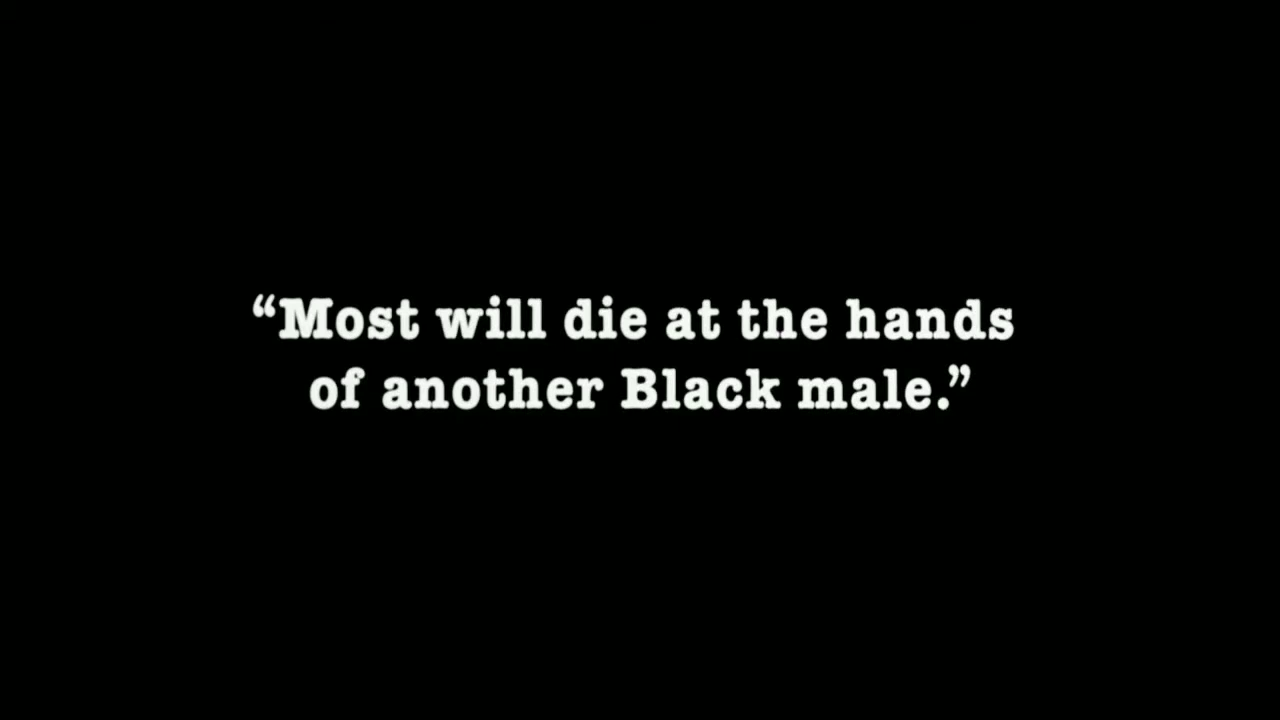 “Most will die at the hands
of another Black male.”